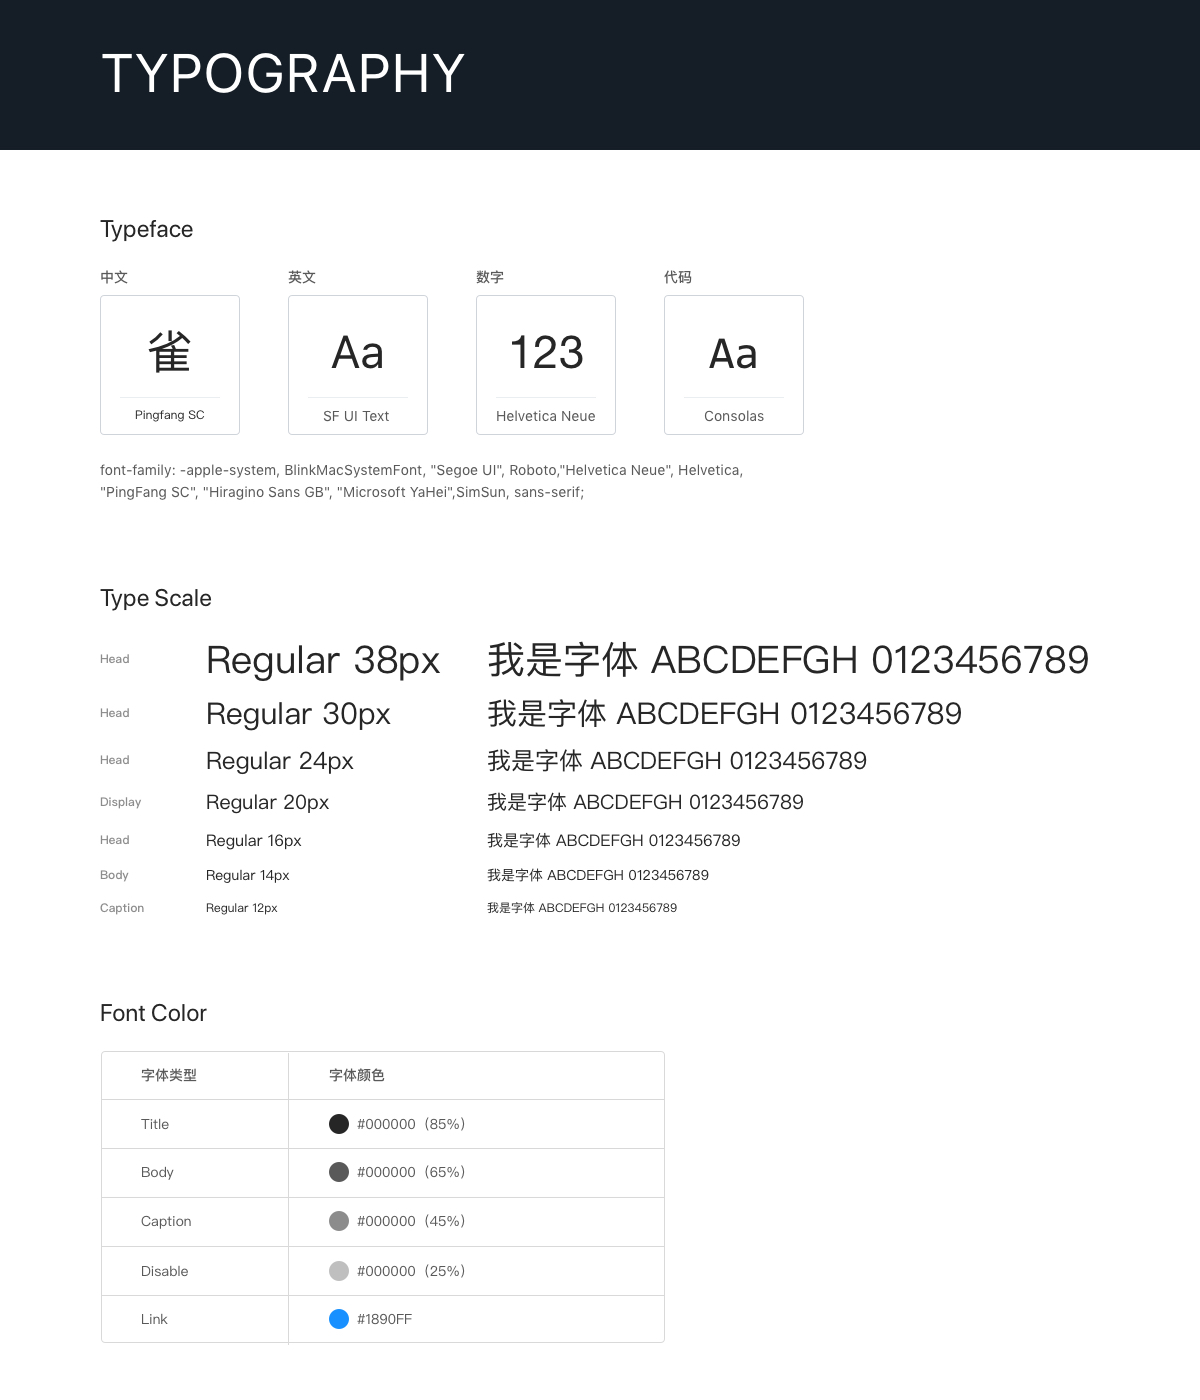 TYPOGRAPHY
Typeface
中文 英文 数字 代码
雀 Aa 123 Aa
Pingfang SC SF UI Text Helvetica Neue Consolas
font-family: -apple-system, BlinkMacSystemFont, "Segoe UI", Roboto,"Helvetica Neue", Helvetica,
"PingFang SC", "Hiragino Sans GB", "Microsoft YaHei",SimSun, sans-serif;
Type Scale
Head Regular 38px 我是字体 ABCDEFGH 0123456789
Head Regular 30px 我是字体 ABCDEFGH 0123456789
Head Regular 24px 我是字体 ABCDEFGH 0123456789
Display Regular 20px 我是字体 ABCDEFGH 0123456789
Head Regular 16px 我是字体 ABCDEFGH 0123456789
Body Regular 14px 我是字体 ABCDEFGH 0123456789
Caption Regular 12px 我是字体 ABCDEFGH 0123456789
Font Color
字体类型 字体颜色
Title #000000（85%）
Body #000000（65%）
Caption #000000（45%）
Disable #000000（25%）
Link #1890FF